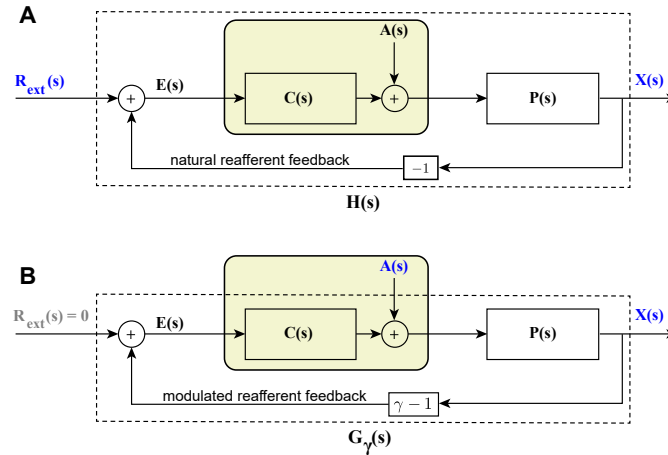 A
A(s)
R_ext(s)
E(s)
X(s)
+
C(s)
+
P(s)
natural reafferent feedback
−1
H(s)
B
A(s)
R_ext(s) = 0
E(s)
X(s)
+
C(s)
+
P(s)
modulated reafferent feedback
γ − 1
G_γ(s)